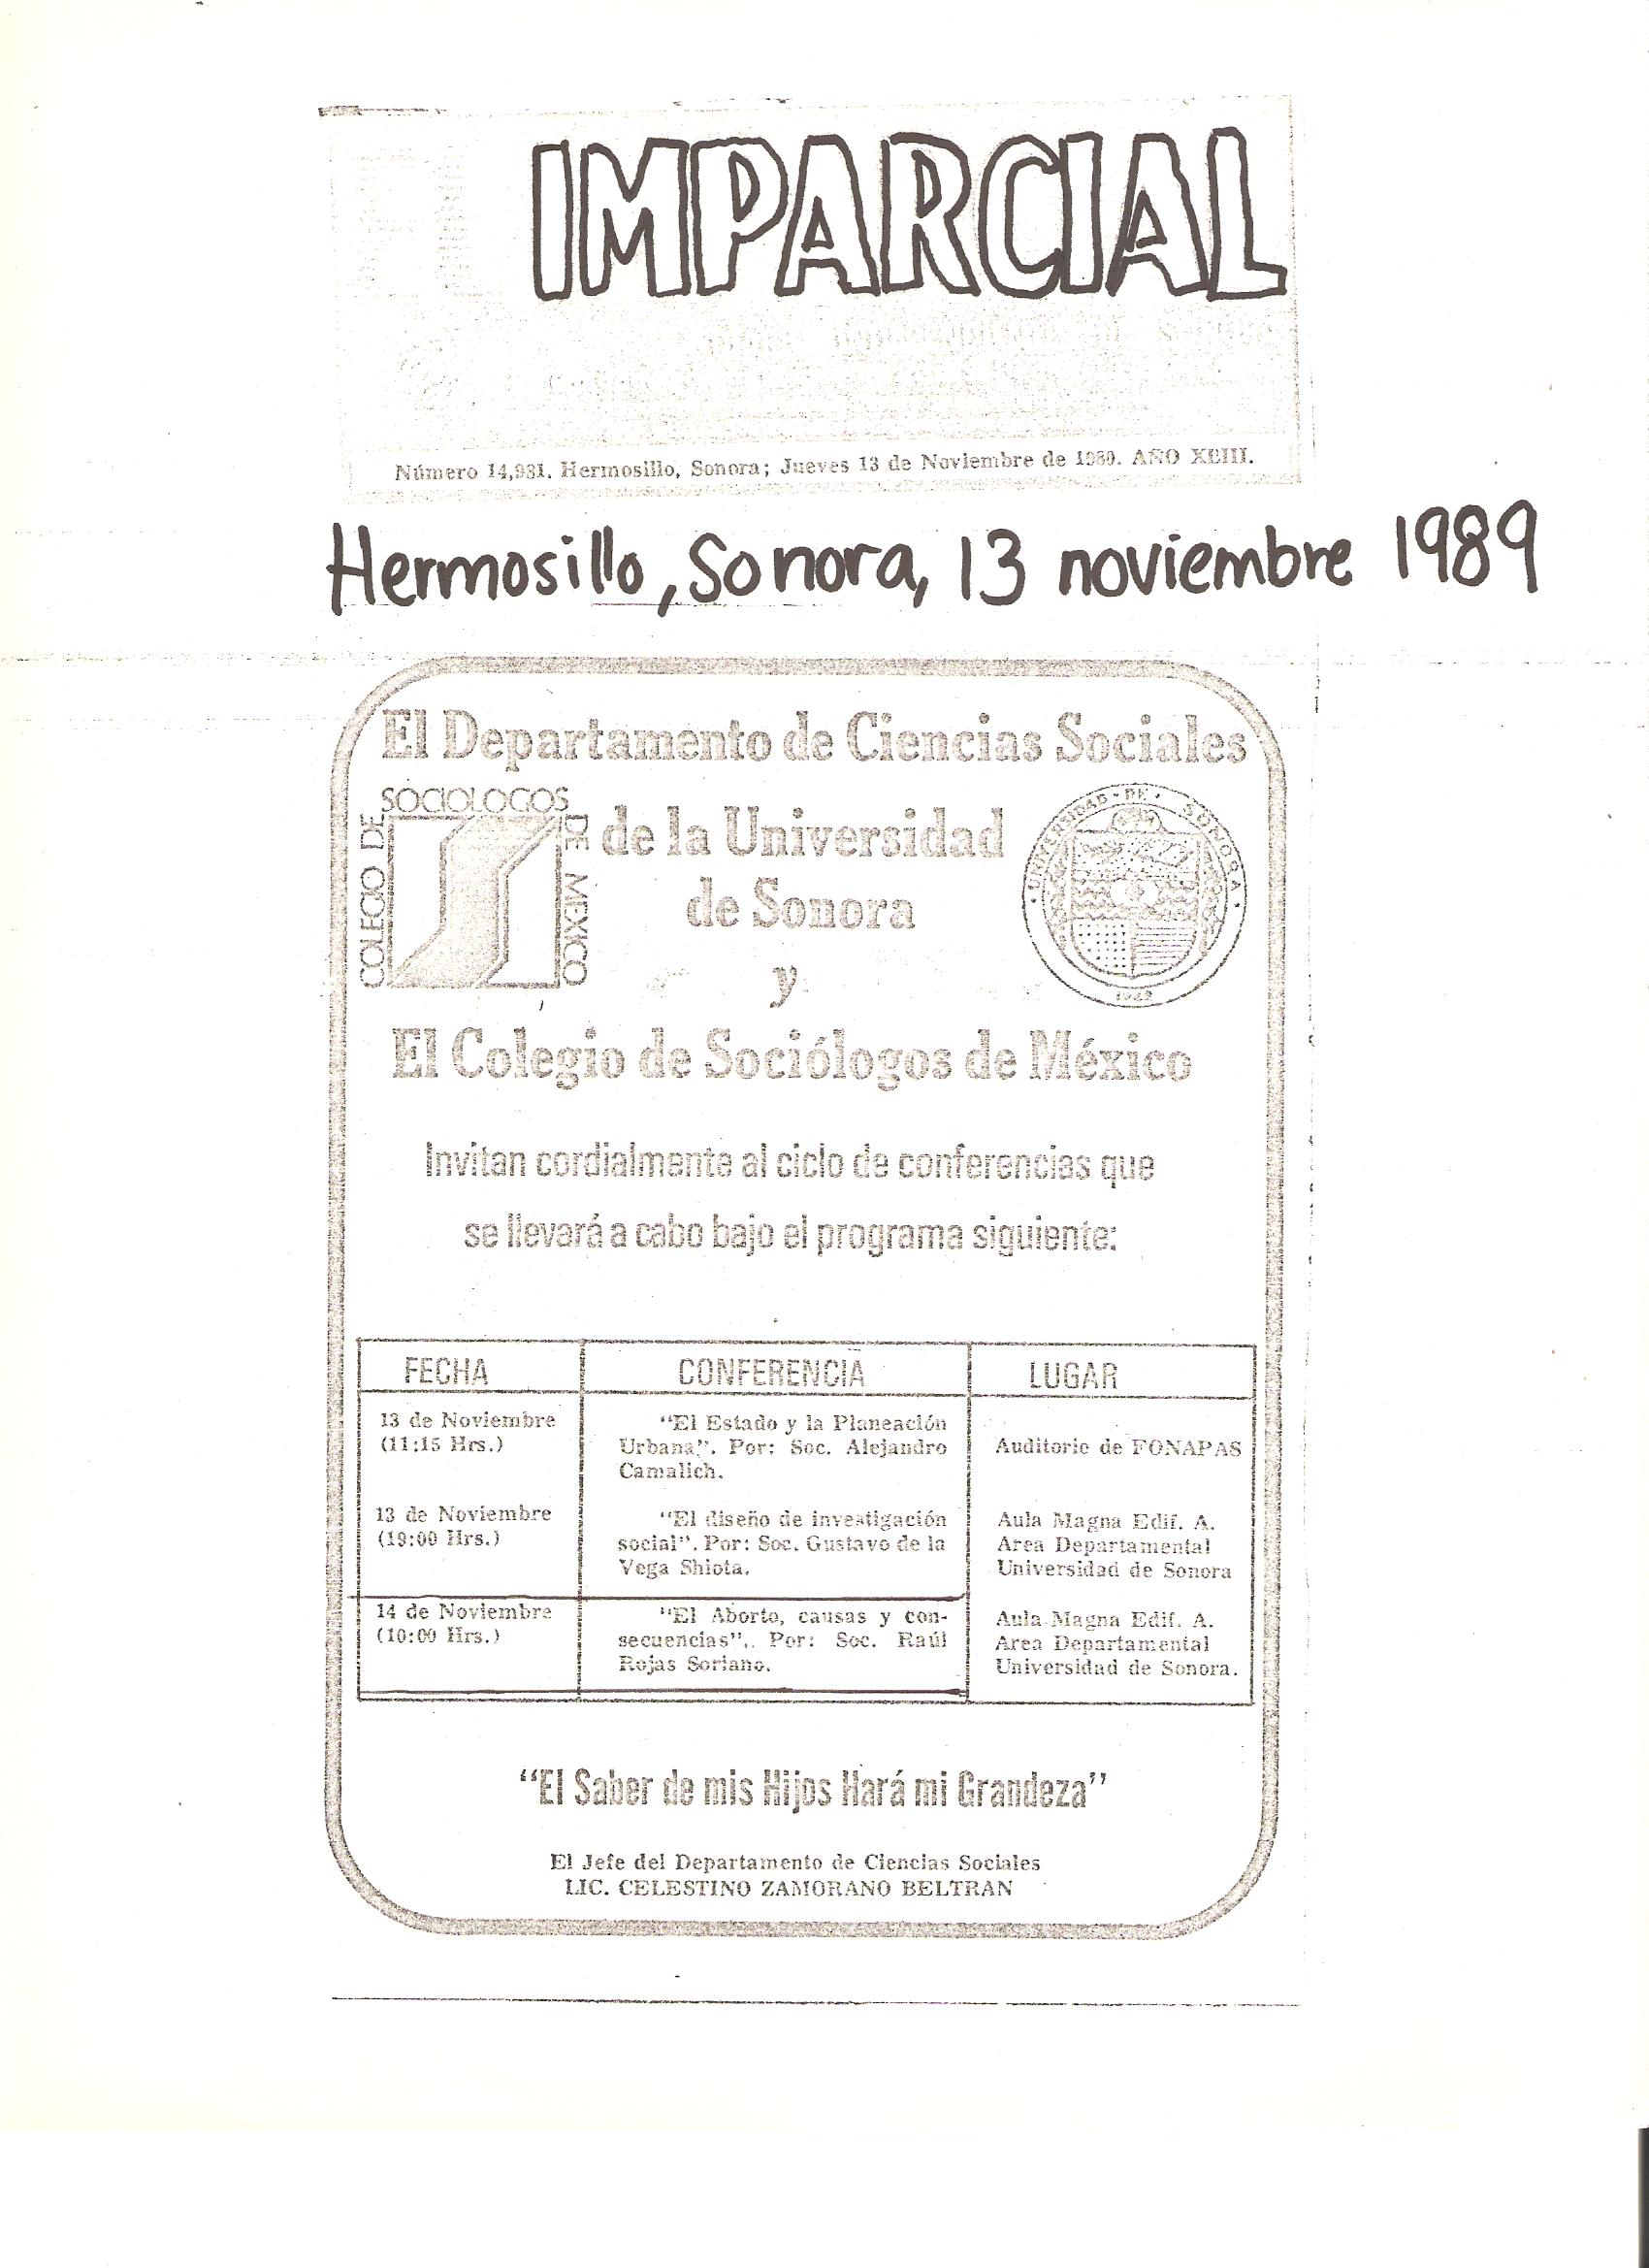 IMPARCIAL
Número 14,981. Hermosillo, Sonora; Jueves 13 de Noviembre de 1980. AÑO XLIII.
Hermosillo, Sonora, 13 noviembre 1989
El Departamento de Ciencias Sociales
COLEGIO DE SOCIOLOGOS DE MEXICO
de la Universidad
UNIVERSIDAD · DE · SONORA
de Sonora
y
1942
El Colegio de Sociólogos de México
Invitan cordialmente al ciclo de conferencias que
se llevará a cabo bajo el programa siguiente:
FECHA CONFERENCIA LUGAR
13 de Noviembre
(11:15 Hrs.)
"El Estado y la Planeación
Urbana". Por: Soc. Alejandro
Camalich.
Auditorio de FONAPAS
13 de Noviembre
(19:00 Hrs.)
"El diseño de investigación
social". Por: Soc. Gustavo de la
Vega Shiota.
Aula Magna Edif. A.
Area Departamental
Universidad de Sonora
14 de Noviembre
(10:00 Hrs.)
"El Aborto, causas y con-
secuencias". Por: Soc. Raúl
Rojas Soriano.
Aula Magna Edif. A.
Area Departamental
Universidad de Sonora.
"El Saber de mis Hijos Hará mi Grandeza"
El Jefe del Departamento de Ciencias Sociales
LIC. CELESTINO ZAMORANO BELTRAN